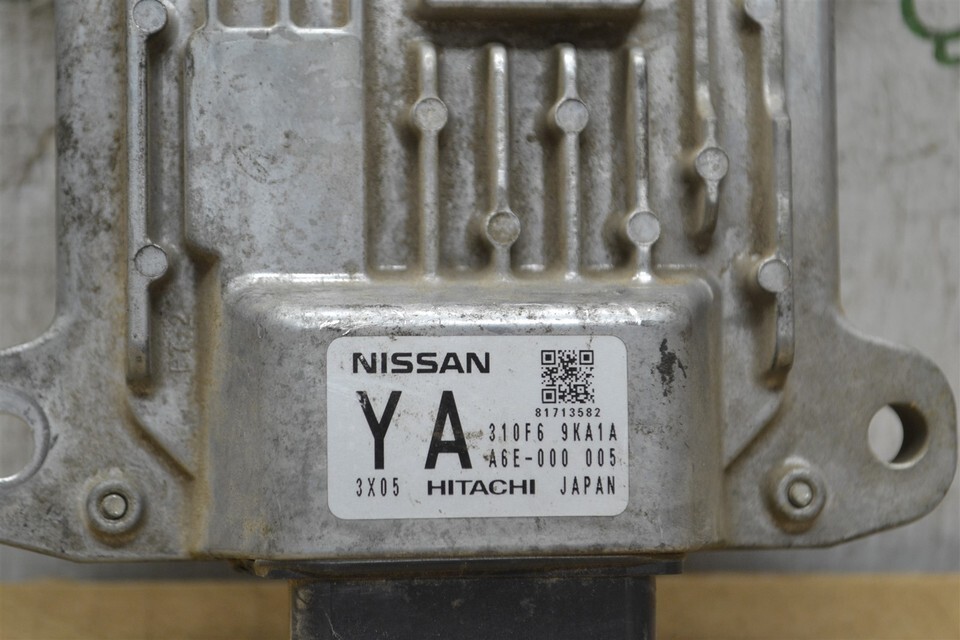 NISSAN
81713582
YA
310F6 9KA1A
A6E-000 005
3X05 HITACHI JAPAN